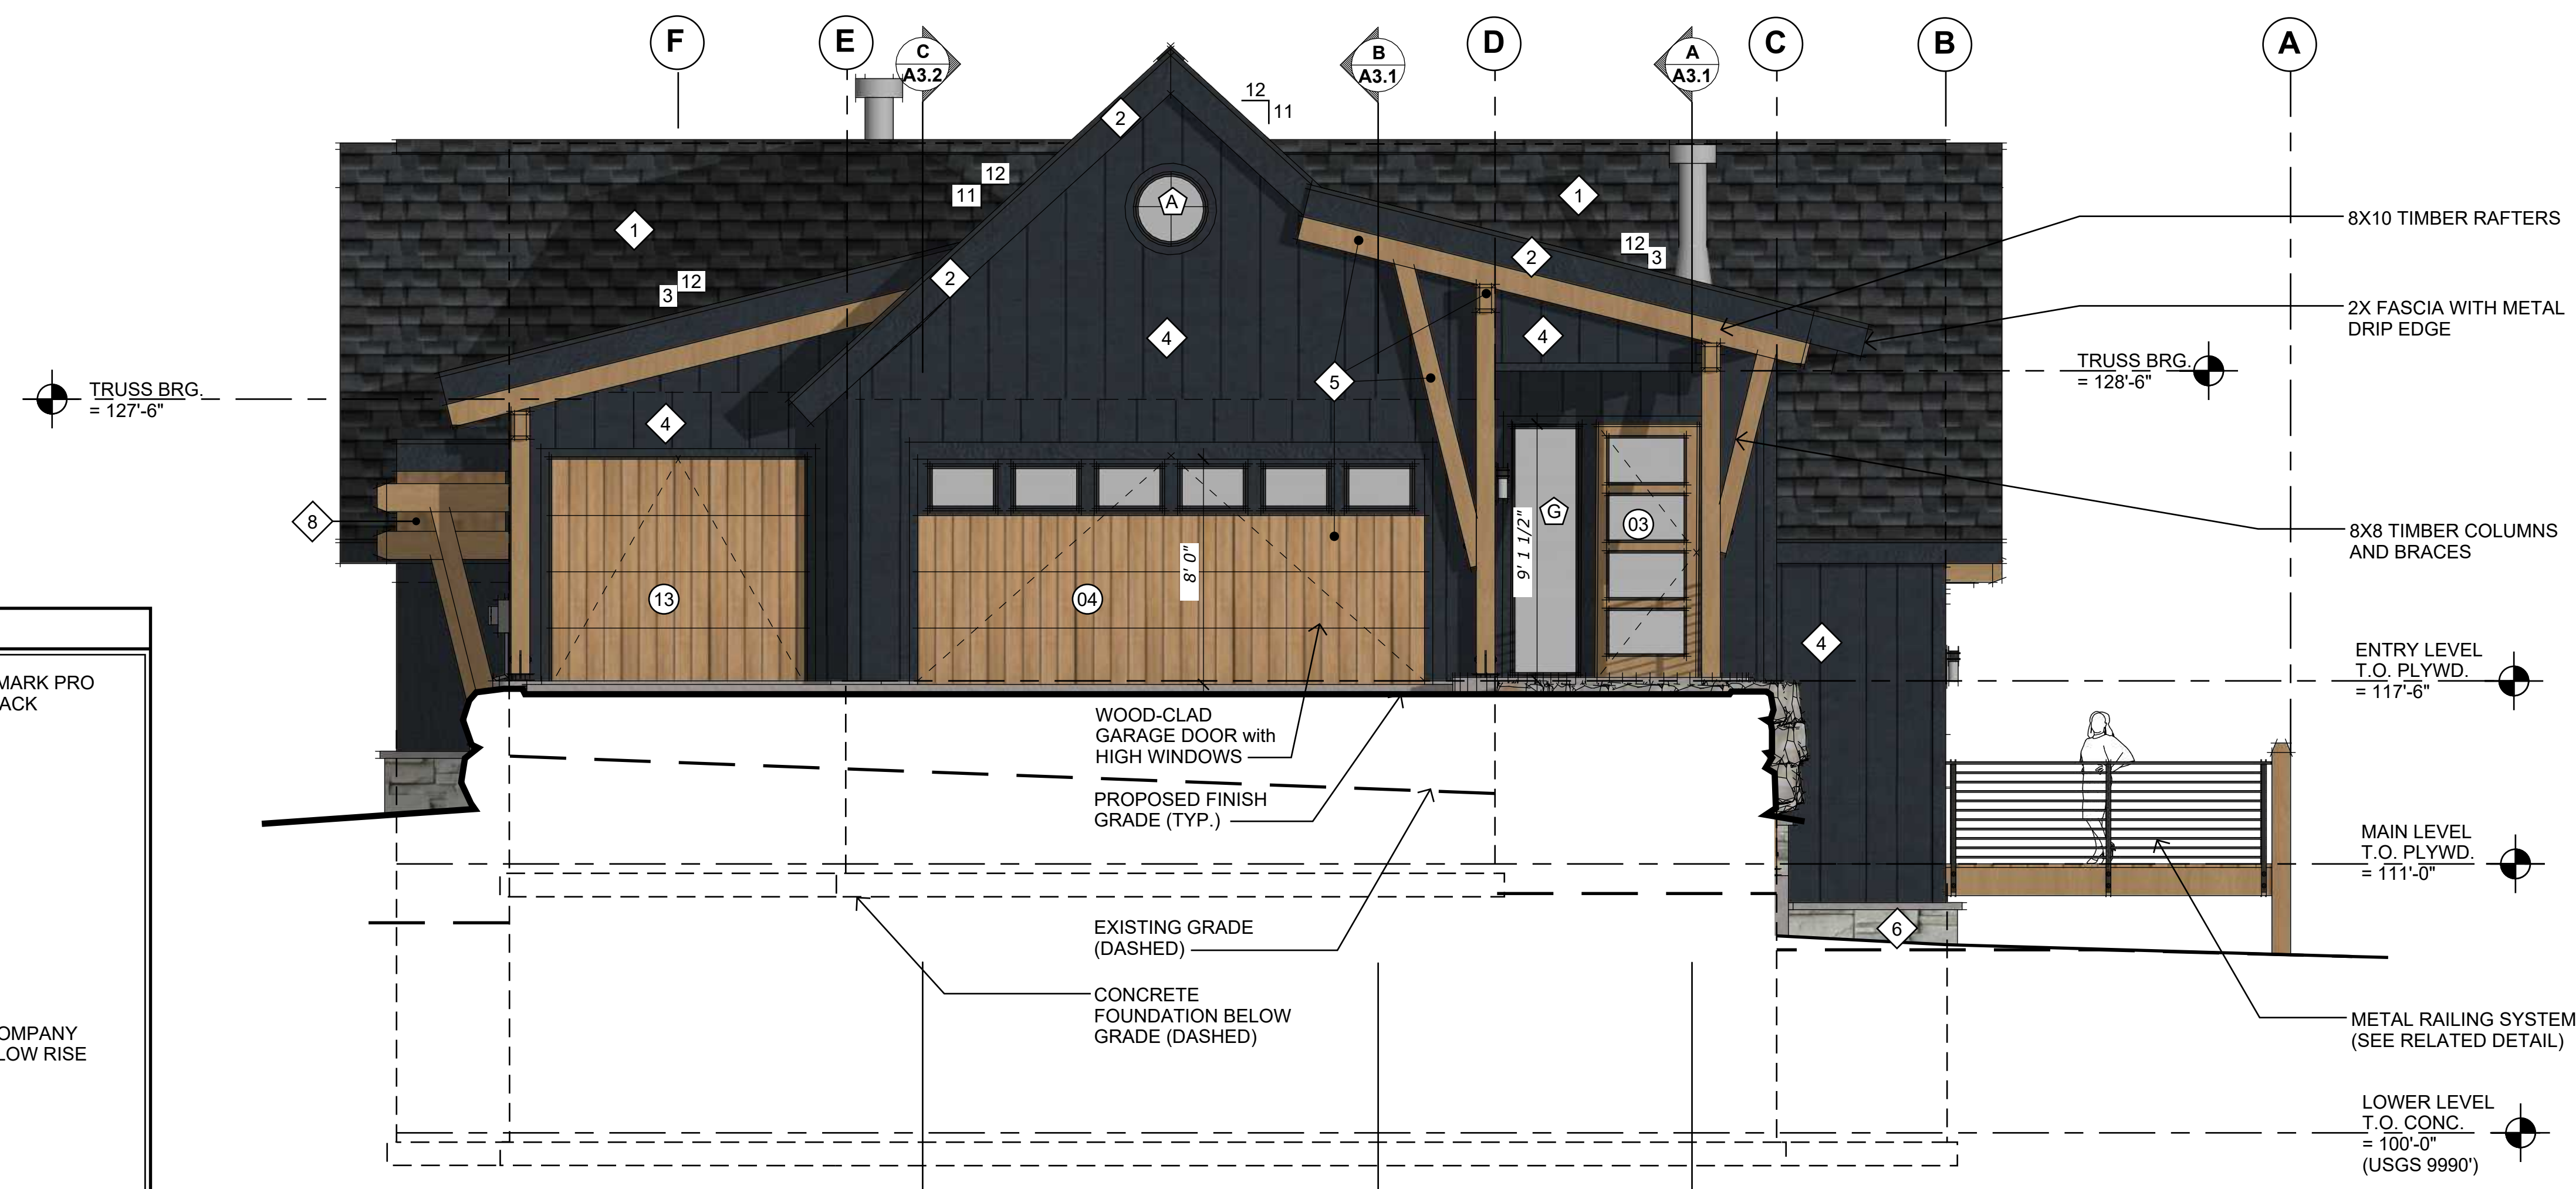 F
E
C
A3.2
B
A3.1
D
A
A3.1
C
B
A
12
11
2
12
11
1
1
A
8X10 TIMBER RAFTERS
12
3
2
2
12
3
2X FASCIA WITH METAL
DRIP EDGE
4
4
TRUSS BRG.
= 127'-6"
TRUSS BRG.
= 128'-6"
5
4
8
G
03
9' 1 1/2"
8' 0"
8X8 TIMBER COLUMNS
AND BRACES
13
04
4
ENTRY LEVEL
T.O. PLYWD.
= 117'-6"
MARK PRO
ACK
WOOD-CLAD
GARAGE DOOR with
HIGH WINDOWS
PROPOSED FINISH
GRADE (TYP.)
MAIN LEVEL
T.O. PLYWD.
= 111'-0"
EXISTING GRADE
(DASHED)
6
CONCRETE
FOUNDATION BELOW
GRADE (DASHED)
METAL RAILING SYSTEM
(SEE RELATED DETAIL)
OMPANY
LOW RISE
LOWER LEVEL
T.O. CONC.
= 100'-0"
(USGS 9990')